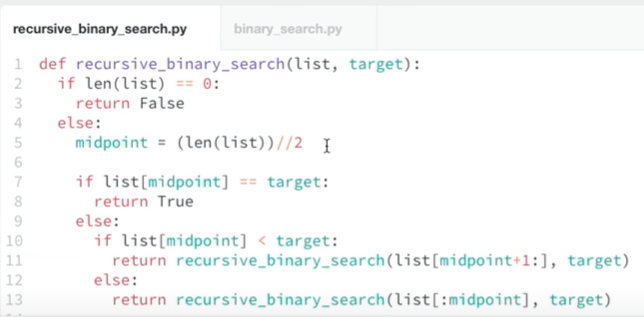 recursive_binary_search.py binary_search.py
1 def recursive_binary_search(list, target):
2   if len(list) == 0:
3     return False
4   else:
5     midpoint = (len(list))//2
6
7     if list[midpoint] == target:
8       return True
9     else:
10       if list[midpoint] < target:
11         return recursive_binary_search(list[midpoint+1:], target)
12       else:
13         return recursive_binary_search(list[:midpoint], target)